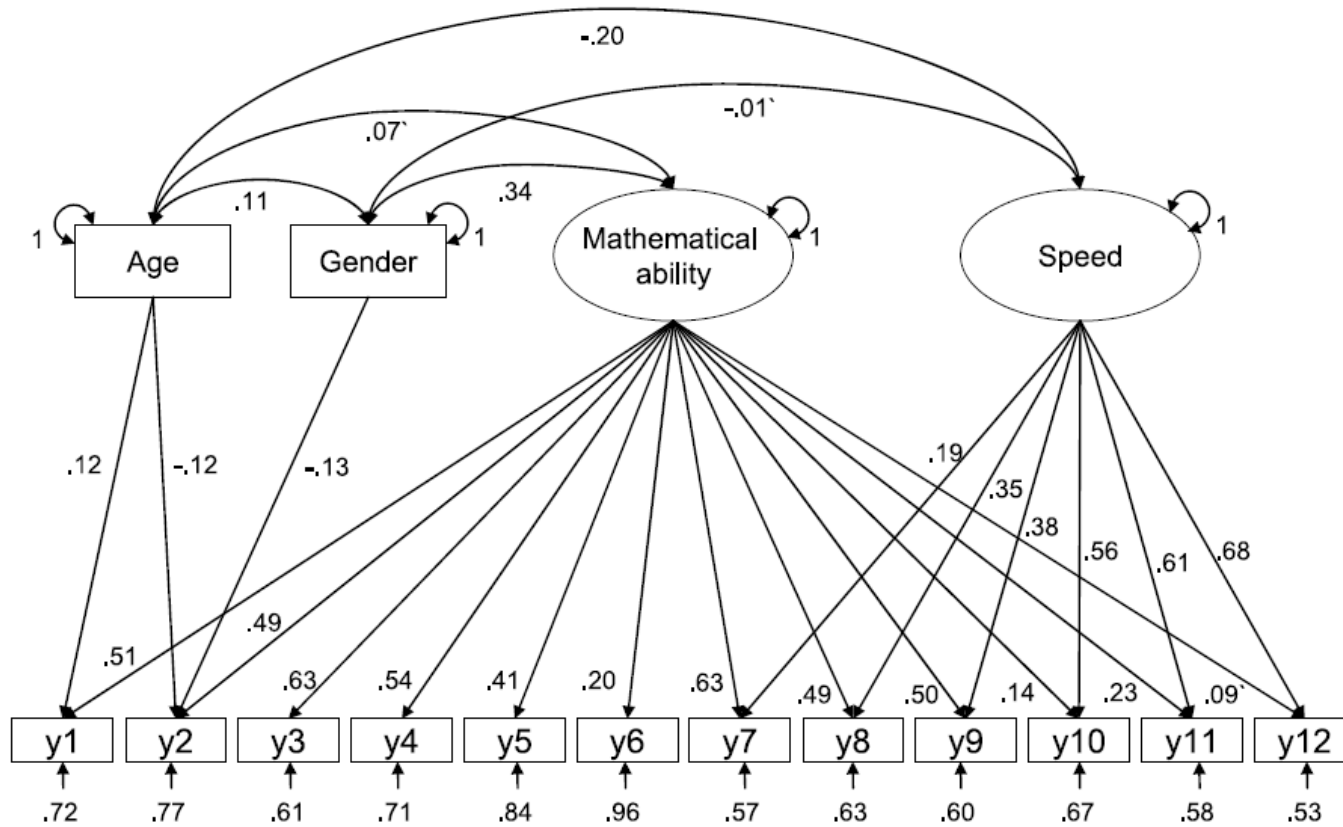 -.20
-.01`
.07`
.11
.34
1
1
1
1
Age
Gender
Mathematical
ability
Speed
.12
-.12
-.13
.19
.35
.38
.56
.61
.68
.51
.49
.63
.54
.41
.20
.63
.49
.50
.14
.23
.09`
y1
y2
y3
y4
y5
y6
y7
y8
y9
y10
y11
y12
.72
.77
.61
.71
.84
.96
.57
.63
.60
.67
.58
.53